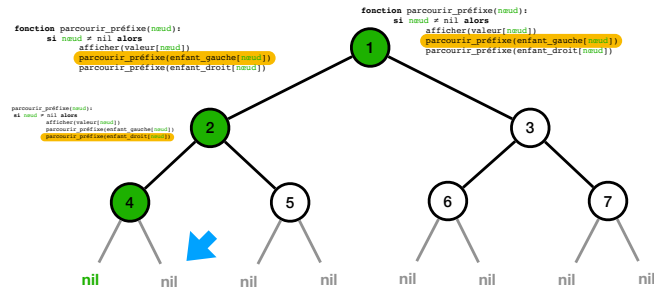 fonction parcourir_préfixe(nœud):
si nœud ≠ nil alors
afficher(valeur[nœud])
parcourir_préfixe(enfant_gauche[nœud])
parcourir_préfixe(enfant_droit[nœud])
fonction parcourir_préfixe(nœud):
si nœud ≠ nil alors
afficher(valeur[nœud])
parcourir_préfixe(enfant_gauche[nœud])
parcourir_préfixe(enfant_droit[nœud])
1
parcourir_préfixe(nœud):
si nœud ≠ nil alors
afficher(valeur[nœud])
parcourir_préfixe(enfant_gauche[nœud])
parcourir_préfixe(enfant_droit[nœud])
2 3
4 5 6 7
nil nil nil nil nil nil nil nil